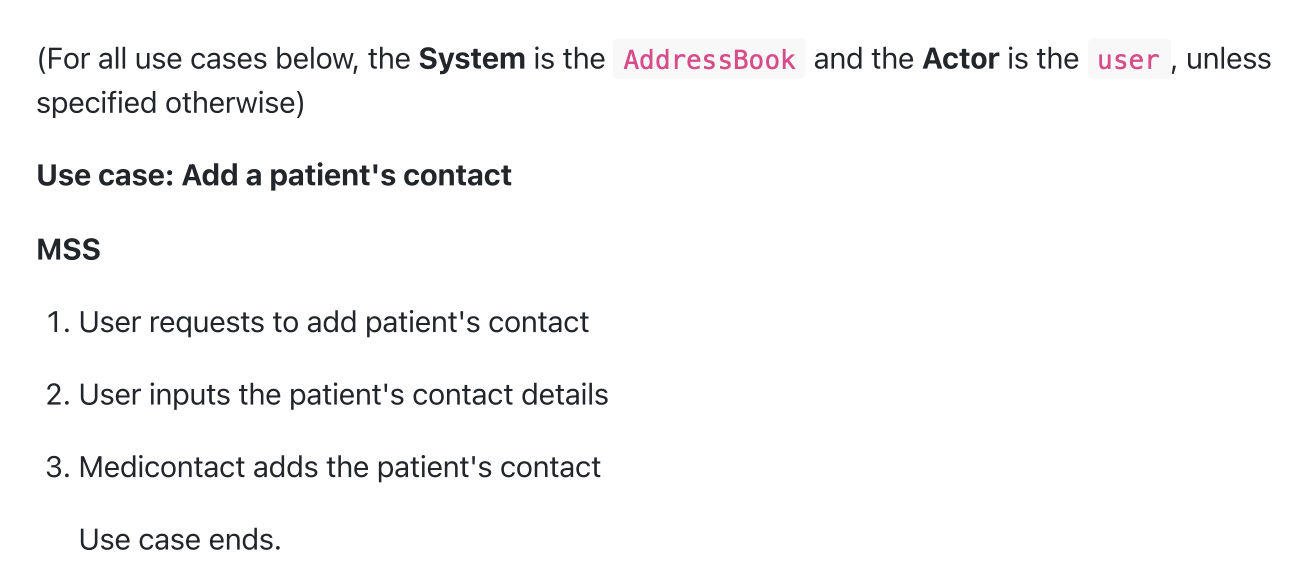 (For all use cases below, the System is the AddressBook and the Actor is the user, unless
specified otherwise)
Use case: Add a patient's contact
MSS
1. User requests to add patient's contact
2. User inputs the patient's contact details
3. Medicontact adds the patient's contact
Use case ends.